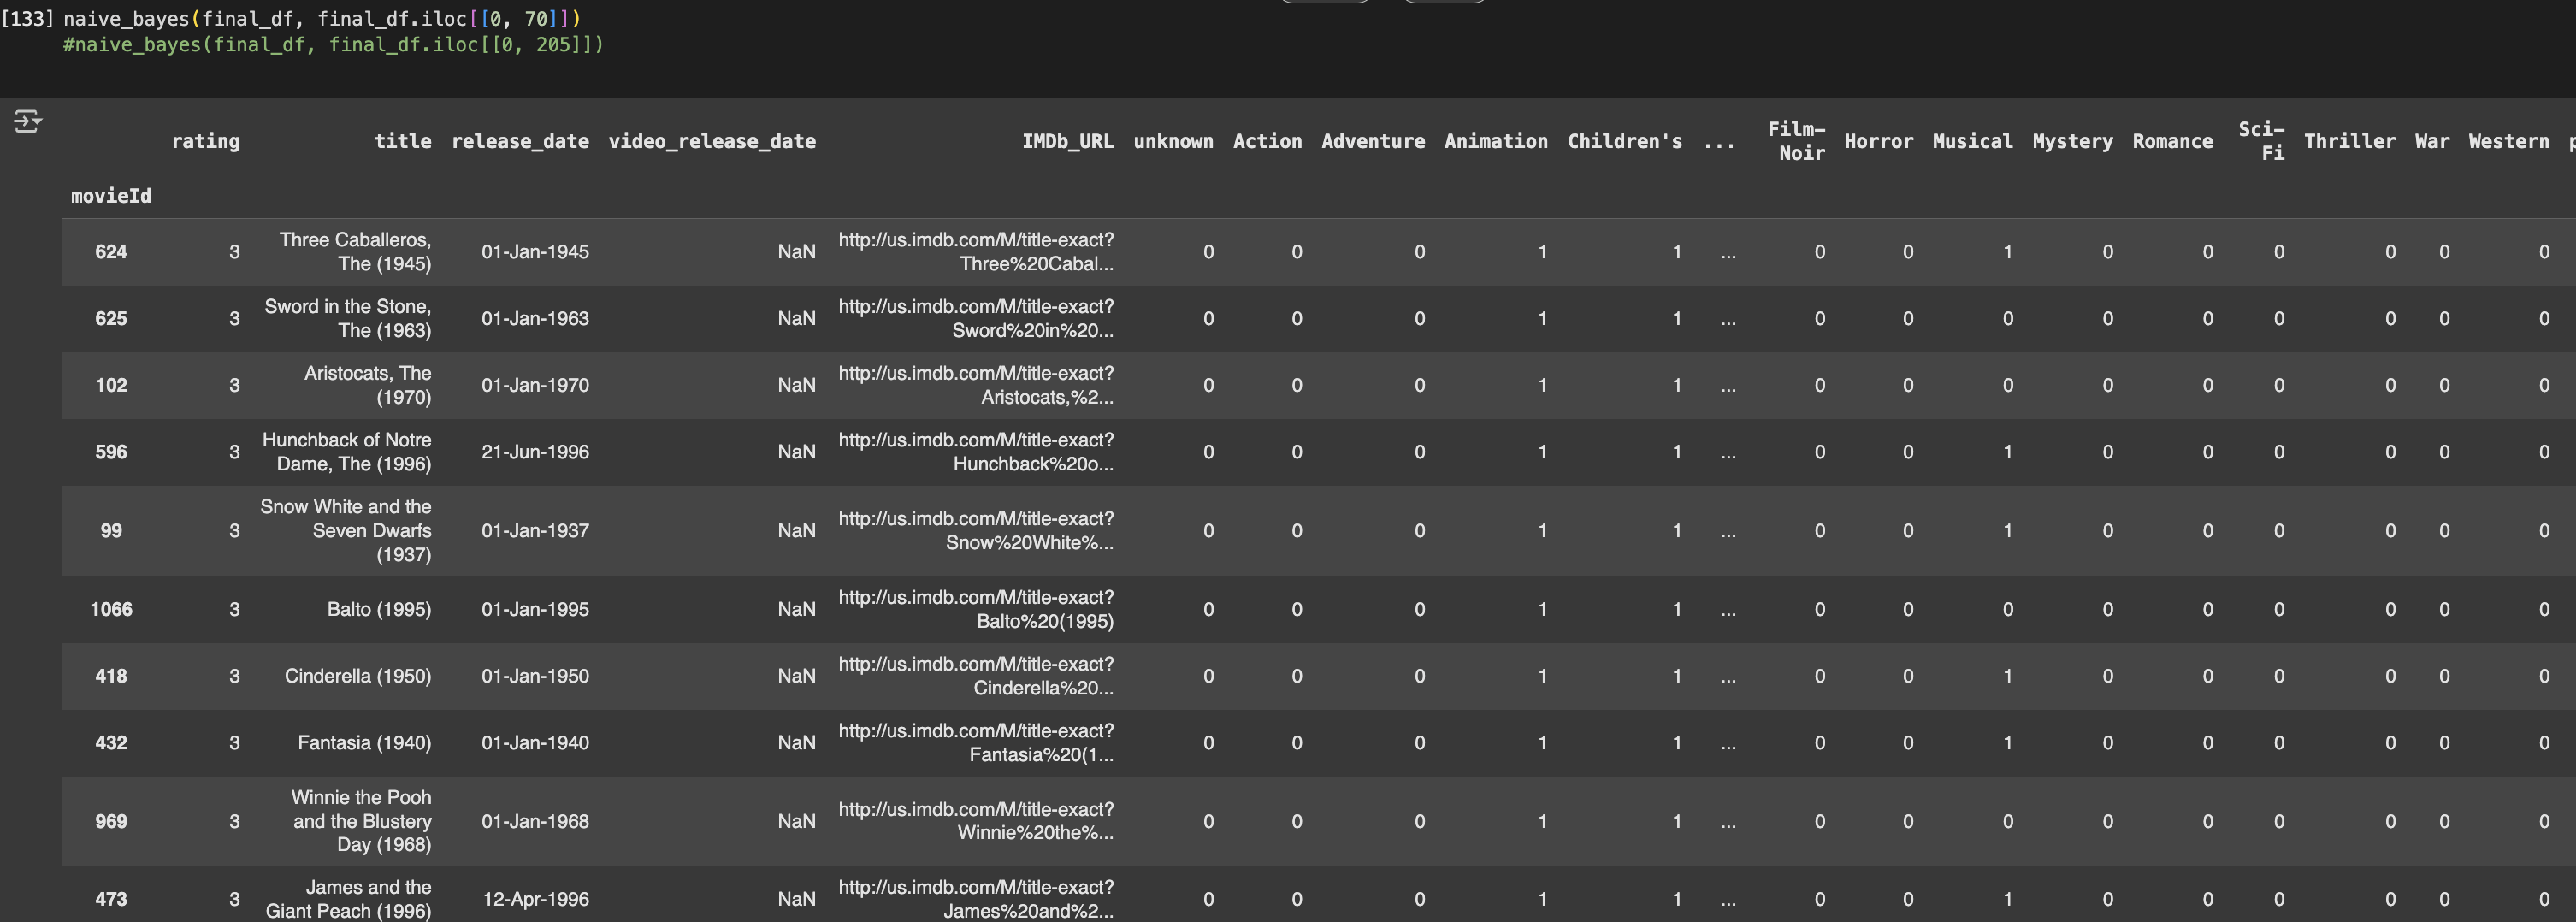 [133] naive_bayes(final_df, final_df.iloc[[0, 70]])
#naive_bayes(final_df, final_df.iloc[[0, 205]])
rating title release_date video_release_date IMDb_URL unknown Action Adventure Animation Children's ... Film-Noir Horror Musical Mystery Romance Sci-Fi Thriller War Western
movieId
624 3 Three Caballeros, The (1945) 01-Jan-1945 NaN http://us.imdb.com/M/title-exact?Three%20Cabal... 0 0 0 1 1 ... 0 0 1 0 0 0 0 0 0
625 3 Sword in the Stone, The (1963) 01-Jan-1963 NaN http://us.imdb.com/M/title-exact?Sword%20in%20... 0 0 0 1 1 ... 0 0 0 0 0 0 0 0 0
102 3 Aristocats, The (1970) 01-Jan-1970 NaN http://us.imdb.com/M/title-exact?Aristocats,%2... 0 0 0 1 1 ... 0 0 0 0 0 0 0 0 0
596 3 Hunchback of Notre Dame, The (1996) 21-Jun-1996 NaN http://us.imdb.com/M/title-exact?Hunchback%20o... 0 0 0 1 1 ... 0 0 1 0 0 0 0 0 0
99 3 Snow White and the Seven Dwarfs (1937) 01-Jan-1937 NaN http://us.imdb.com/M/title-exact?Snow%20White%... 0 0 0 1 1 ... 0 0 1 0 0 0 0 0 0
1066 3 Balto (1995) 01-Jan-1995 NaN http://us.imdb.com/M/title-exact?Balto%20(1995) 0 0 0 1 1 ... 0 0 0 0 0 0 0 0 0
418 3 Cinderella (1950) 01-Jan-1950 NaN http://us.imdb.com/M/title-exact?Cinderella%20... 0 0 0 1 1 ... 0 0 1 0 0 0 0 0 0
432 3 Fantasia (1940) 01-Jan-1940 NaN http://us.imdb.com/M/title-exact?Fantasia%20(1... 0 0 0 1 1 ... 0 0 1 0 0 0 0 0 0
969 3 Winnie the Pooh and the Blustery Day (1968) 01-Jan-1968 NaN http://us.imdb.com/M/title-exact?Winnie%20the%... 0 0 0 1 1 ... 0 0 0 0 0 0 0 0 0
473 3 James and the Giant Peach (1996) 12-Apr-1996 NaN http://us.imdb.com/M/title-exact?James%20and%2... 0 0 0 1 1 ... 0 0 1 0 0 0 0 0 0